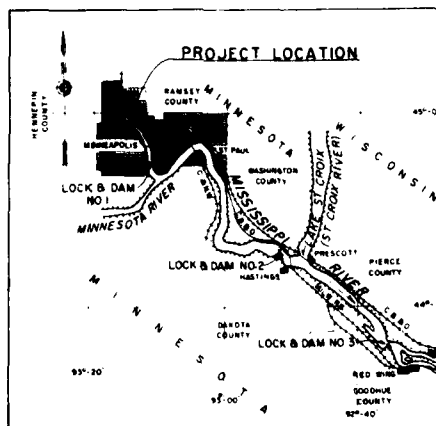 PROJECT LOCATION
HENNEPIN
COUNTY
RAMSEY
COUNTY
MINNESOTA
WISCONSIN
45°-0
MINNEAPOLIS
ST PAUL
WASHINGTON
COUNTY
LOCK & DAM
NO. 1
MINNESOTA RIVER
MISSISSIPPI
RIVER
LAKE ST CROIX
(ST CROIX RIVER)
PRESCOTT
PIERCE
COUNTY
LOCK & DAM NO. 2
HASTINGS
44°-
DAKOTA
COUNTY
LOCK & DAM NO. 3
MINNESOTA
93°-20'
93°-00'
92°-40'
RED WING
GOODHUE
COUNTY